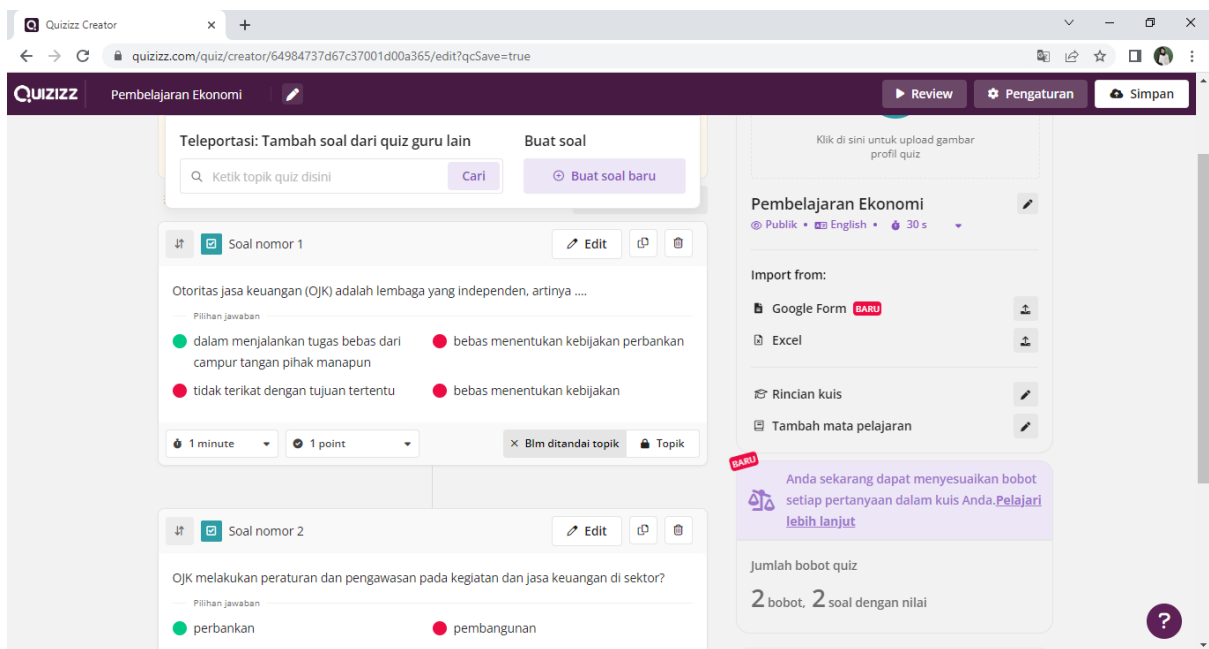 Quizizz Creator
quizizz.com/quiz/creator/64984737d67c37001d00a365/edit?qcSave=true
QUIZIZZ
Pembelajaran Ekonomi
Review
Pengaturan
Simpan
Teleportasi: Tambah soal dari quiz guru lain
Ketik topik quiz disini
Cari
Buat soal
Buat soal baru
Soal nomor 1
Edit
Otoritas jasa keuangan (OJK) adalah lembaga yang independen, artinya ....
Pilihan jawaban
dalam menjalankan tugas bebas dari
campur tangan pihak manapun
bebas menentukan kebijakan perbankan
tidak terikat dengan tujuan tertentu
bebas menentukan kebijakan
1 minute
1 point
Blm ditandai topik
Topik
Soal nomor 2
Edit
OJK melakukan peraturan dan pengawasan pada kegiatan dan jasa keuangan di sektor?
Pilihan jawaban
perbankan
pembangunan
Klik di sini untuk upload gambar
profil quiz
Pembelajaran Ekonomi
Publik • English • 30 s
Import from:
Google Form BARU
Excel
Rincian kuis
Tambah mata pelajaran
BARU
Anda sekarang dapat menyesuaikan bobot
setiap pertanyaan dalam kuis Anda.Pelajari
lebih lanjut
Jumlah bobot quiz
2 bobot, 2 soal dengan nilai
?